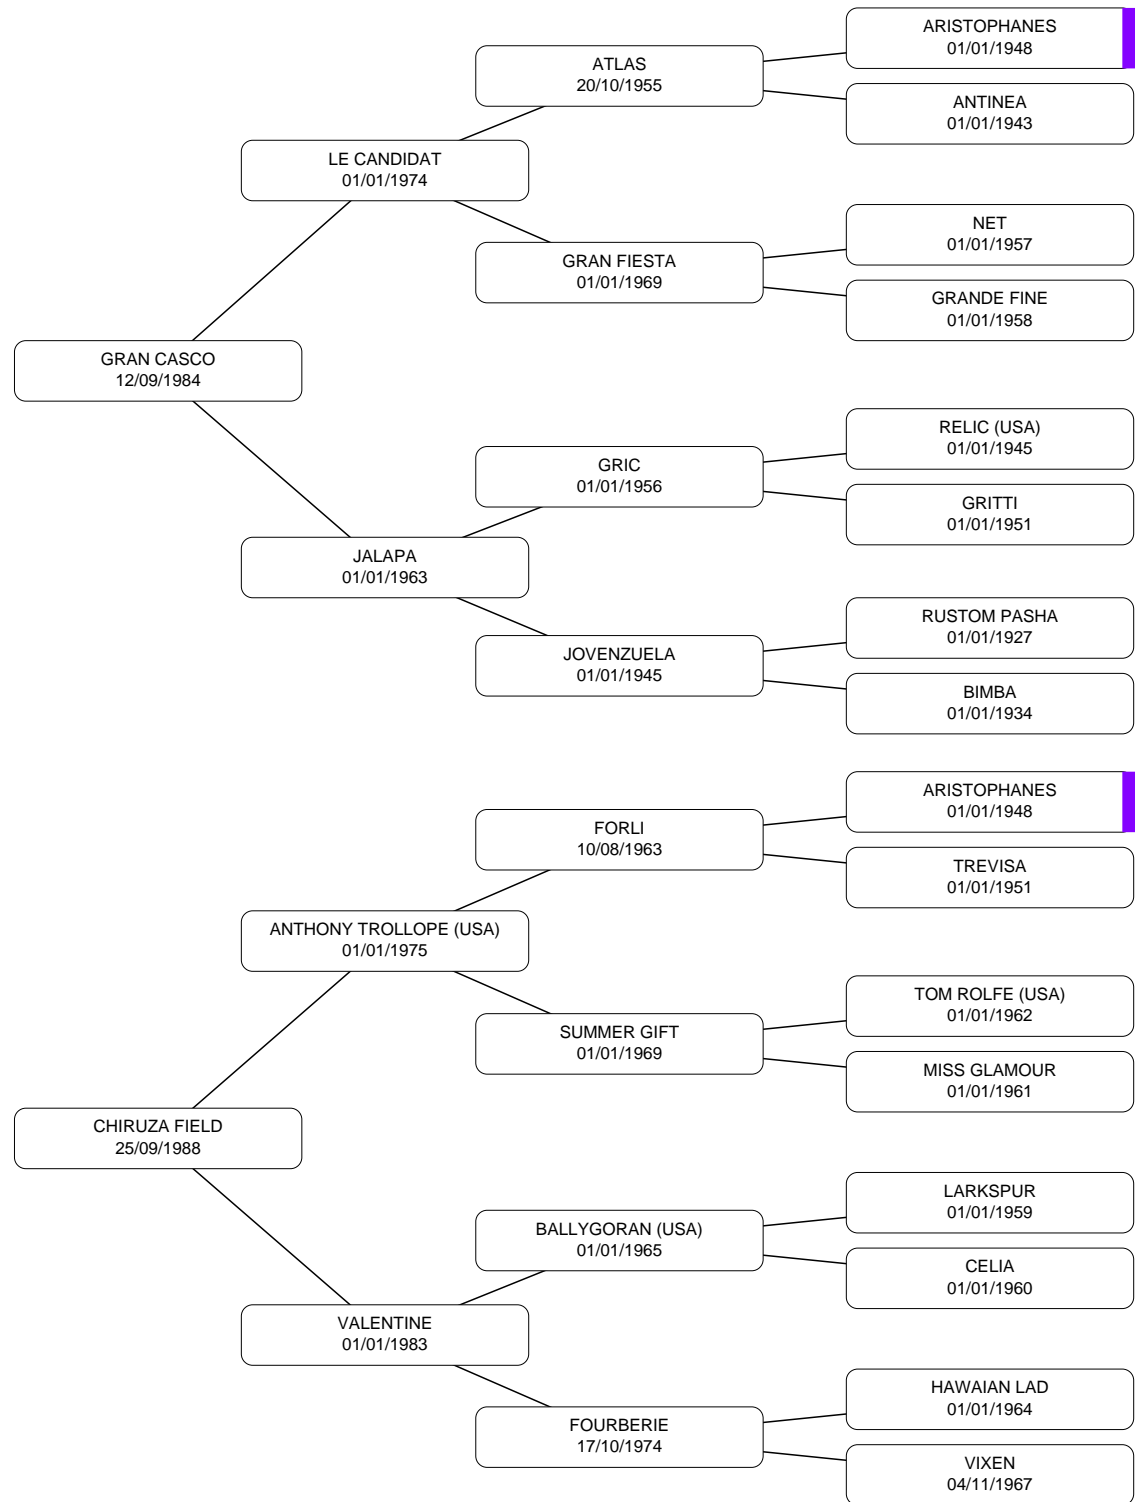 ARISTOPHANES
01/01/1948
ATLAS
20/10/1955
ANTINEA
01/01/1943
LE CANDIDAT
01/01/1974
NET
01/01/1957
GRAN FIESTA
01/01/1969
GRANDE FINE
01/01/1958
GRAN CASCO
12/09/1984
RELIC (USA)
01/01/1945
GRIC
01/01/1956
GRITTI
01/01/1951
JALAPA
01/01/1963
RUSTOM PASHA
01/01/1927
JOVENZUELA
01/01/1945
BIMBA
01/01/1934
ARISTOPHANES
01/01/1948
FORLI
10/08/1963
TREVISA
01/01/1951
ANTHONY TROLLOPE (USA)
01/01/1975
TOM ROLFE (USA)
01/01/1962
SUMMER GIFT
01/01/1969
MISS GLAMOUR
01/01/1961
CHIRUZA FIELD
25/09/1988
LARKSPUR
01/01/1959
BALLYGORAN (USA)
01/01/1965
CELIA
01/01/1960
VALENTINE
01/01/1983
HAWAIAN LAD
01/01/1964
FOURBERIE
17/10/1974
VIXEN
04/11/1967